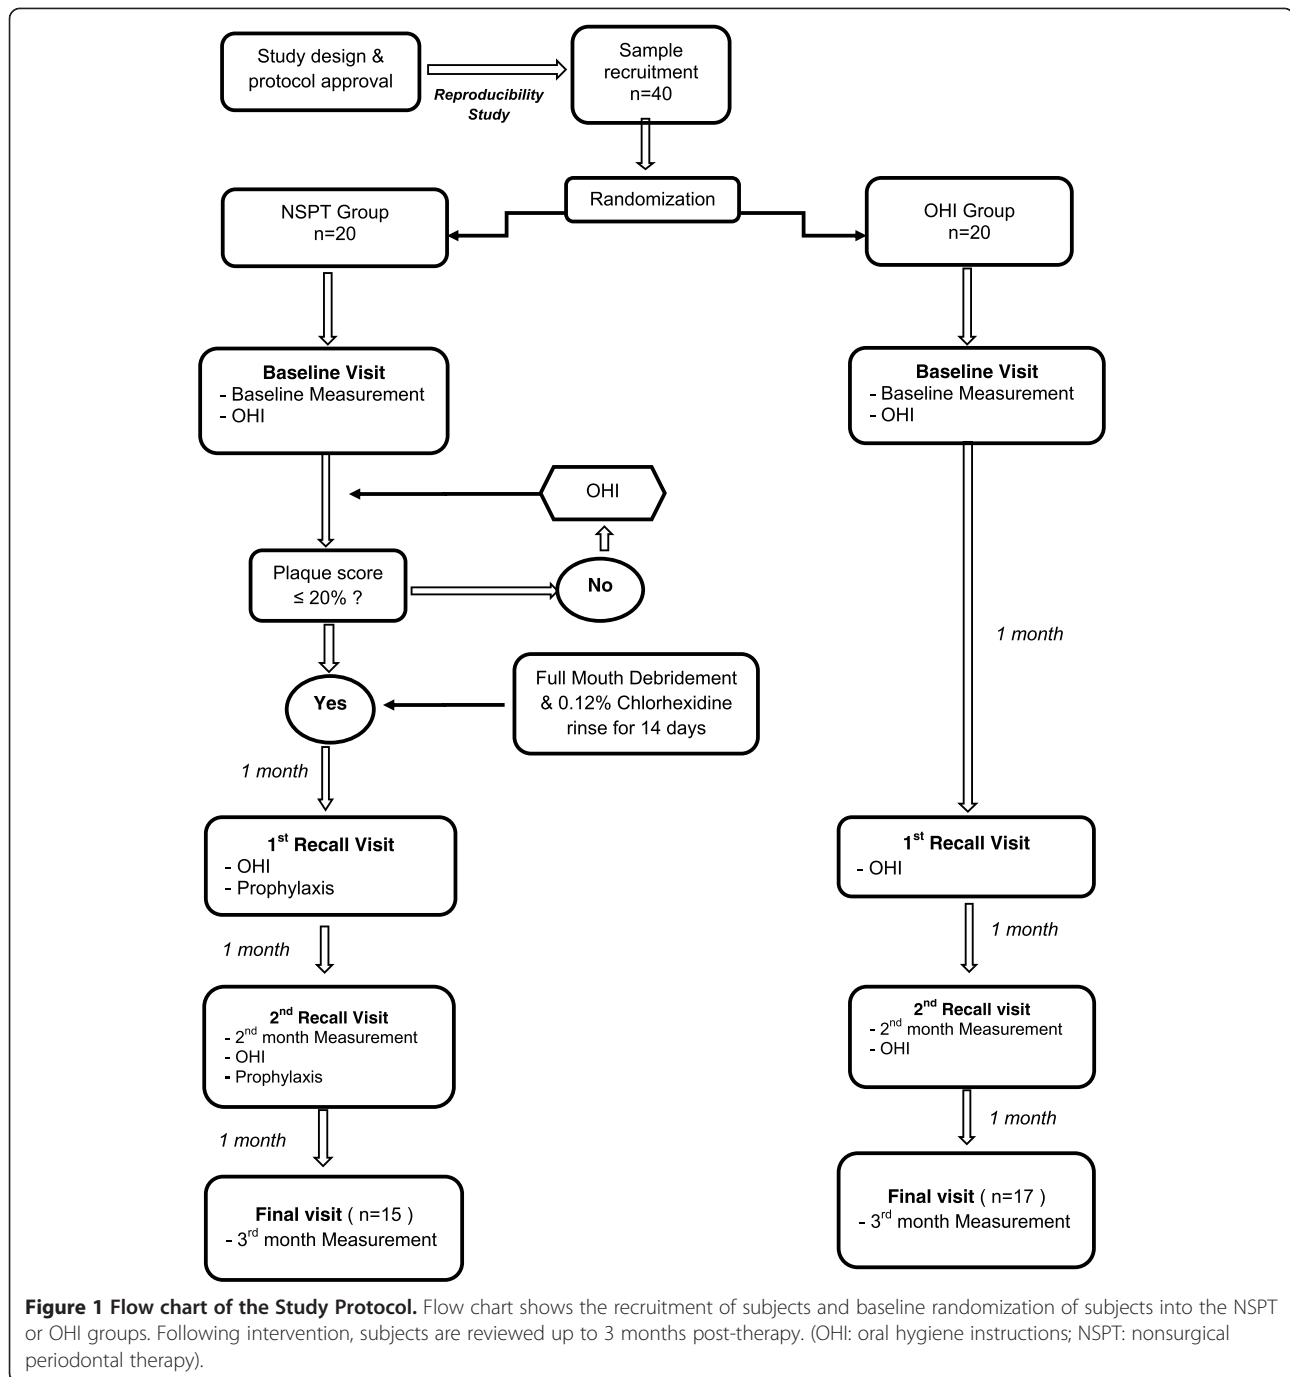 Study design &
protocol approval
Reproducibility
Study
Sample
recruitment
n=40
Randomization
NSPT Group
n=20
OHI Group
n=20
Baseline Visit
- Baseline Measurement
- OHI
Baseline Visit
- Baseline Measurement
- OHI
OHI
Plaque score
≤ 20% ?
No
Yes
Full Mouth Debridement
& 0.12% Chlorhexidine
rinse for 14 days
1 month
1 month
1st Recall Visit
- OHI
- Prophylaxis
1st Recall Visit
- OHI
1 month
1 month
2nd Recall Visit
- 2nd month Measurement
- OHI
- Prophylaxis
2nd Recall visit
- 2nd month Measurement
- OHI
1 month
1 month
Final visit ( n=15 )
- 3rd month Measurement
Final visit ( n=17 )
- 3rd month Measurement
Figure 1 Flow chart of the Study Protocol. Flow chart shows the recruitment of subjects and baseline randomization of subjects into the NSPT
or OHI groups. Following intervention, subjects are reviewed up to 3 months post-therapy. (OHI: oral hygiene instructions; NSPT: nonsurgical
periodontal therapy).